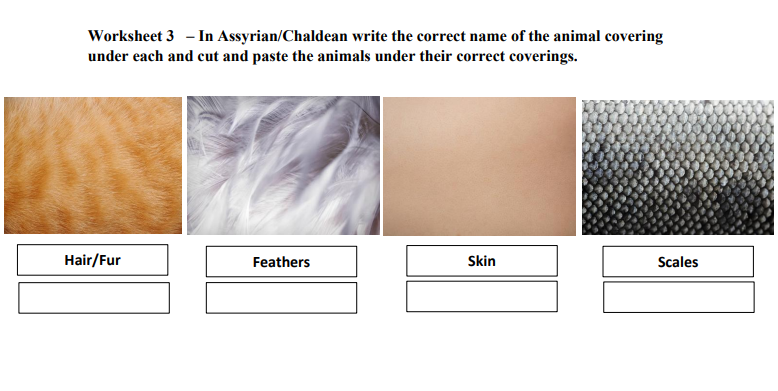 Worksheet 3 – In Assyrian/Chaldean write the correct name of the animal covering
under each and cut and paste the animals under their correct coverings.
Hair/Fur
Feathers
Skin
Scales